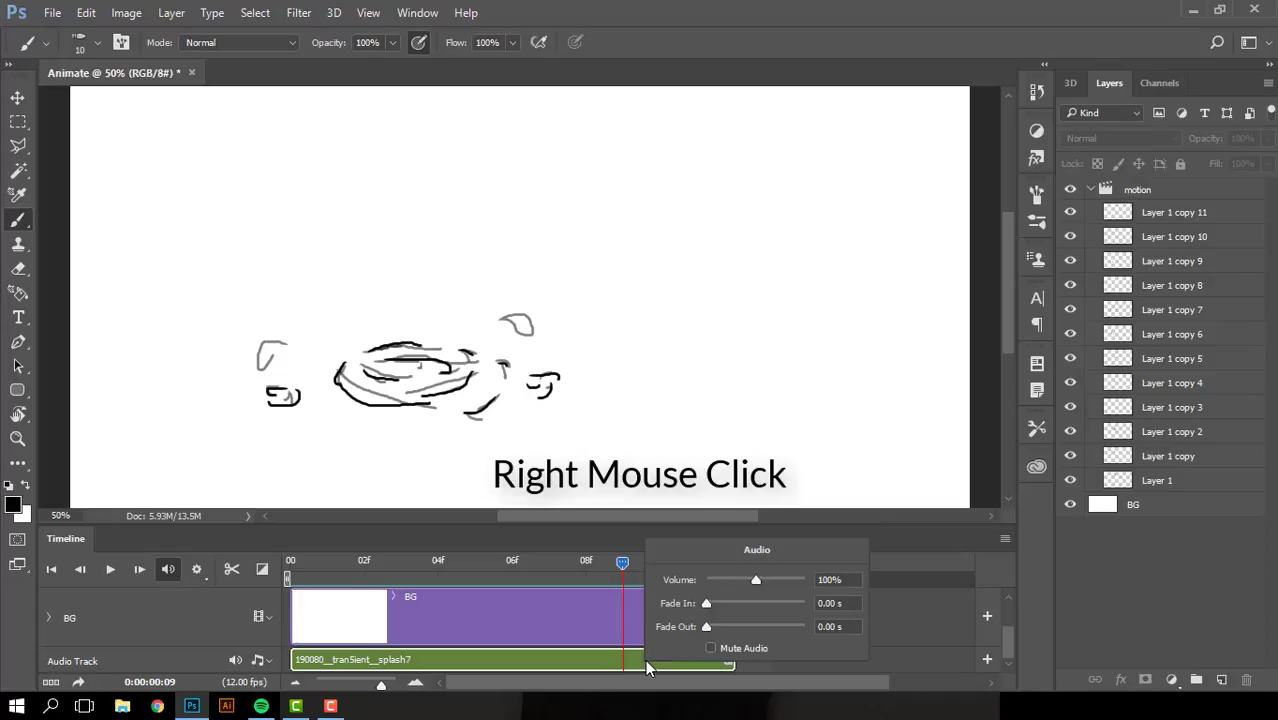 Ps File Edit Image Layer Type Select Filter 3D View Window Help
10 Mode: Normal Opacity: 100% Flow: 100%
Animate @ 50% (RGB/8#) * ×
3D Layers Channels
Kind
Normal Opacity: 100%
Lock: Fill: 100%
motion
Layer 1 copy 11
Layer 1 copy 10
Layer 1 copy 9
Layer 1 copy 8
Layer 1 copy 7
Layer 1 copy 6
Layer 1 copy 5
Layer 1 copy 4
Layer 1 copy 3
Layer 1 copy 2
Layer 1 copy
Layer 1
BG
Right Mouse Click
50% Doc: 5.93M/13.5M
Timeline
00 02f 04f 06f 08f
Audio
Volume: 100%
Fade In: 0.00 s
Fade Out: 0.00 s
Mute Audio
BG BG
Audio Track 190080__tran5ient__splash7
0:00:00:09 (12.00 fps)
Ps Ai